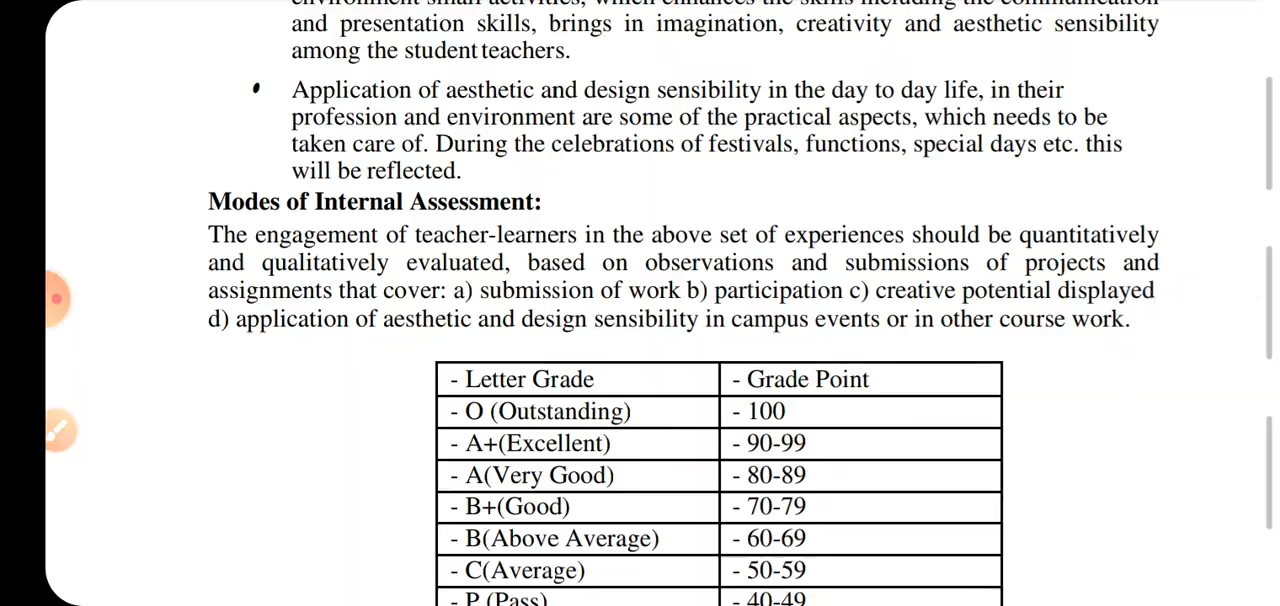 and presentation skills, brings in imagination, creativity and aesthetic sensibility
among the student teachers.
• Application of aesthetic and design sensibility in the day to day life, in their
profession and environment are some of the practical aspects, which needs to be
taken care of. During the celebrations of festivals, functions, special days etc. this
will be reflected.
Modes of Internal Assessment:
The engagement of teacher-learners in the above set of experiences should be quantitatively
and qualitatively evaluated, based on observations and submissions of projects and
assignments that cover: a) submission of work b) participation c) creative potential displayed
d) application of aesthetic and design sensibility in campus events or in other course work.
- Letter Grade - Grade Point
- O (Outstanding) - 100
- A+(Excellent) - 90-99
- A(Very Good) - 80-89
- B+(Good) - 70-79
- B(Above Average) - 60-69
- C(Average) - 50-59
- P (Pass) - 40-49